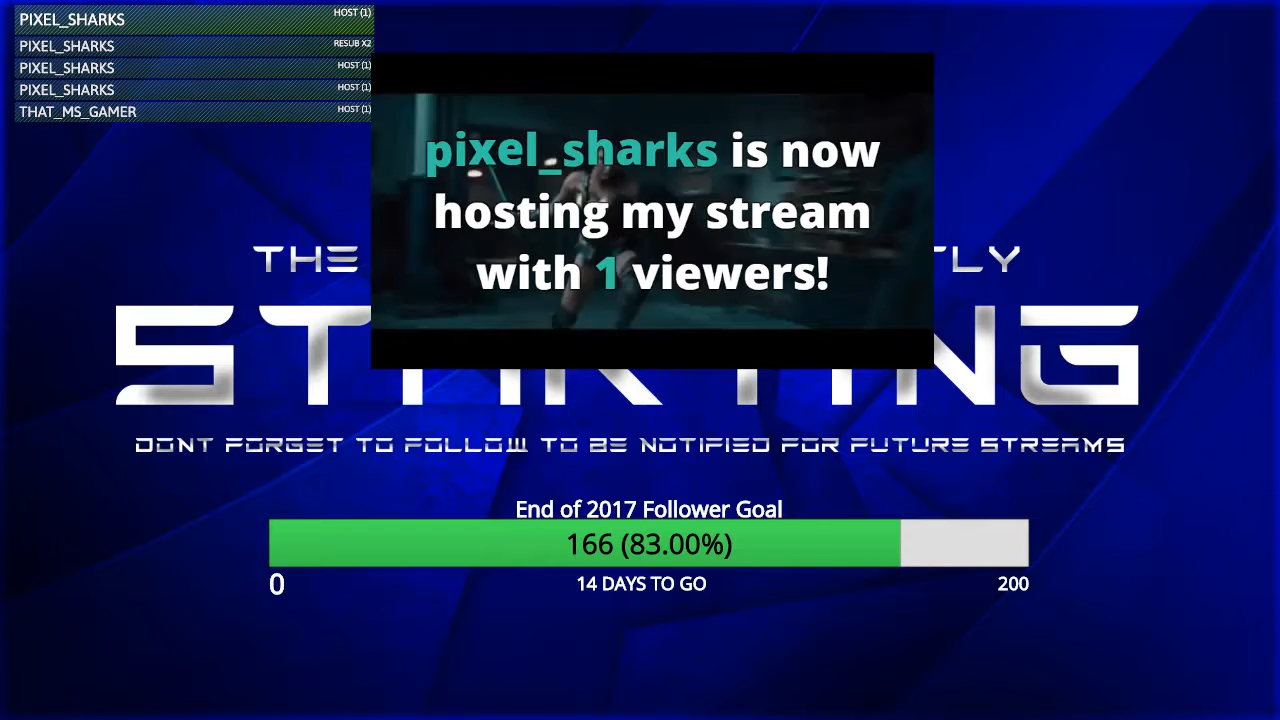 PIXEL_SHARKS HOST (1)
PIXEL_SHARKS RESUB X2
PIXEL_SHARKS HOST (1)
PIXEL_SHARKS HOST (1)
THAT_MS_GAMER HOST (1)
pixel_sharks is now
hosting my stream
with 1 viewers!
THE
DONT FORGET TO FOLLOW TO BE NOTIFIED FOR FUTURE STREAMS
End of 2017 Follower Goal
166 (83.00%)
0 14 DAYS TO GO 200